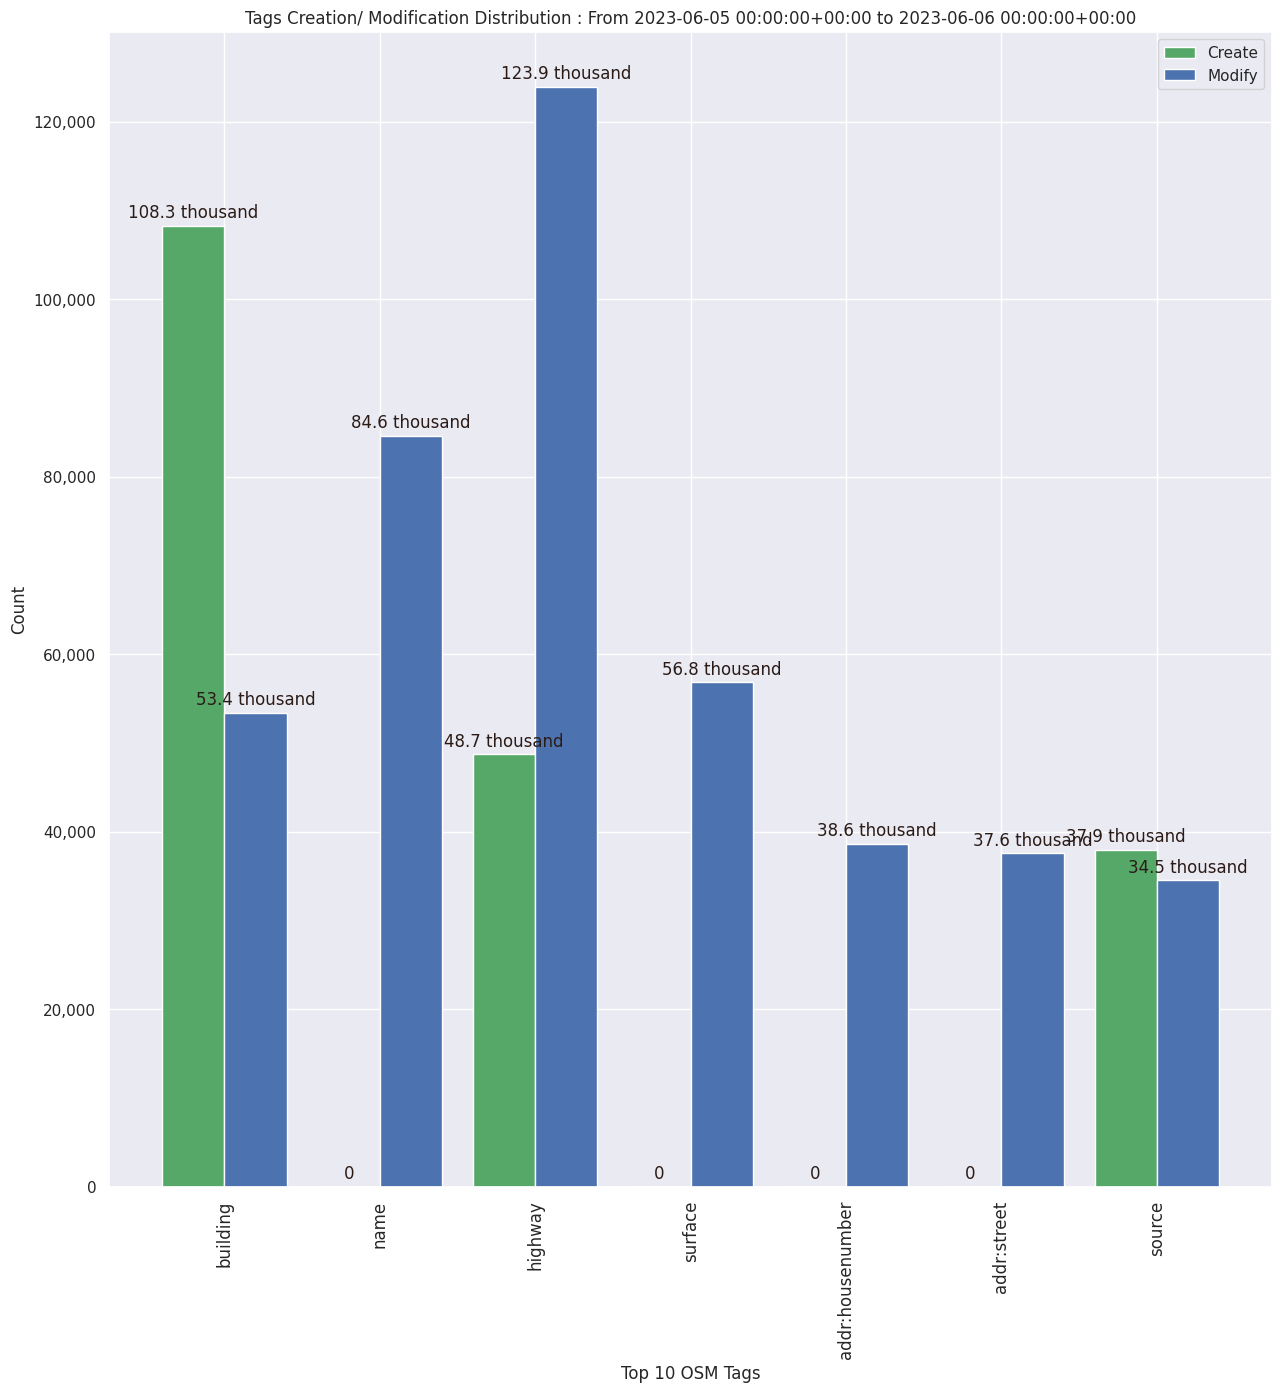 Tags Creation/ Modification Distribution : From 2023-06-05 00:00:00+00:00 to 2023-06-06 00:00:00+00:00
Create
Modify
123.9 thousand
120,000
108.3 thousand
100,000
84.6 thousand
80,000
60,000
56.8 thousand
53.4 thousand
48.7 thousand
40,000
38.6 thousand
37.6 thousand
37.9 thousand
34.5 thousand
20,000
0
0
0
0
0
Count
building
name
highway
surface
addr:housenumber
addr:street
source
Top 10 OSM Tags